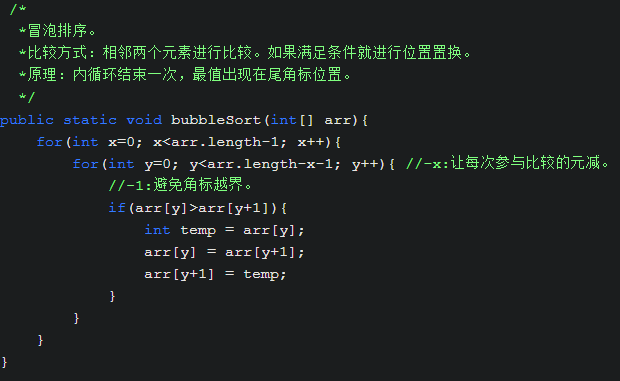 /*
*冒泡排序。
*比较方式：相邻两个元素进行比较。如果满足条件就进行位置置换。
*原理：内循环结束一次，最值出现在尾角标位置。
*/
public static void bubbleSort(int[] arr){
for(int x=0; x<arr.length-1; x++){
for(int y=0; y<arr.length-x-1; y++){ //-x:让每次参与比较的元减。
//-1:避免角标越界。
if(arr[y]>arr[y+1]){
int temp = arr[y];
arr[y] = arr[y+1];
arr[y+1] = temp;
}
}
}
}